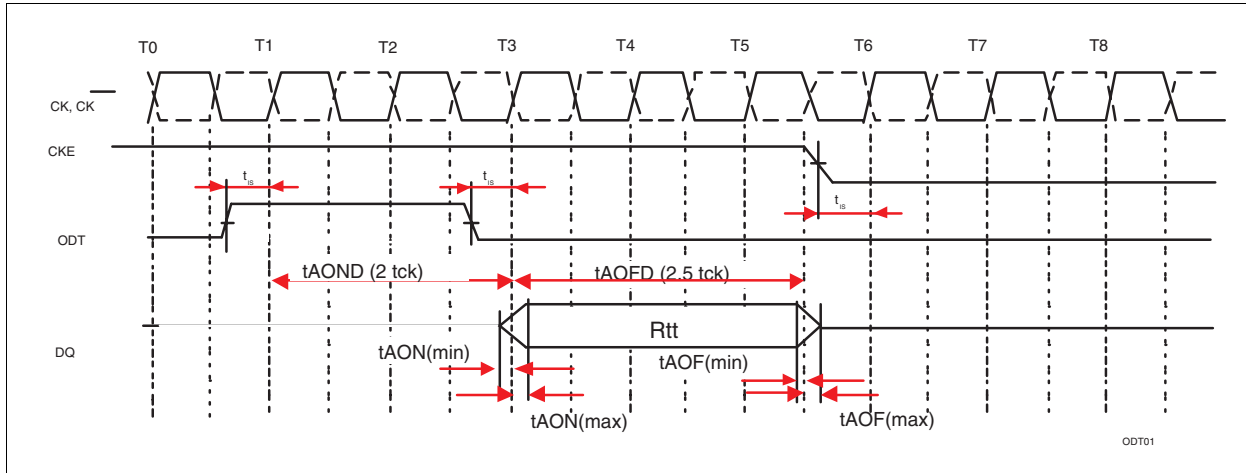 T0 T1 T2 T3 T4 T5 T6 T7 T8
CK, CK
CKE
tIS tIS
tIS
ODT
tAOND (2 tck) tAOFD (2.5 tck)
Rtt
DQ
tAON(min) tAOF(min)
tAON(max) tAOF(max)
ODT01